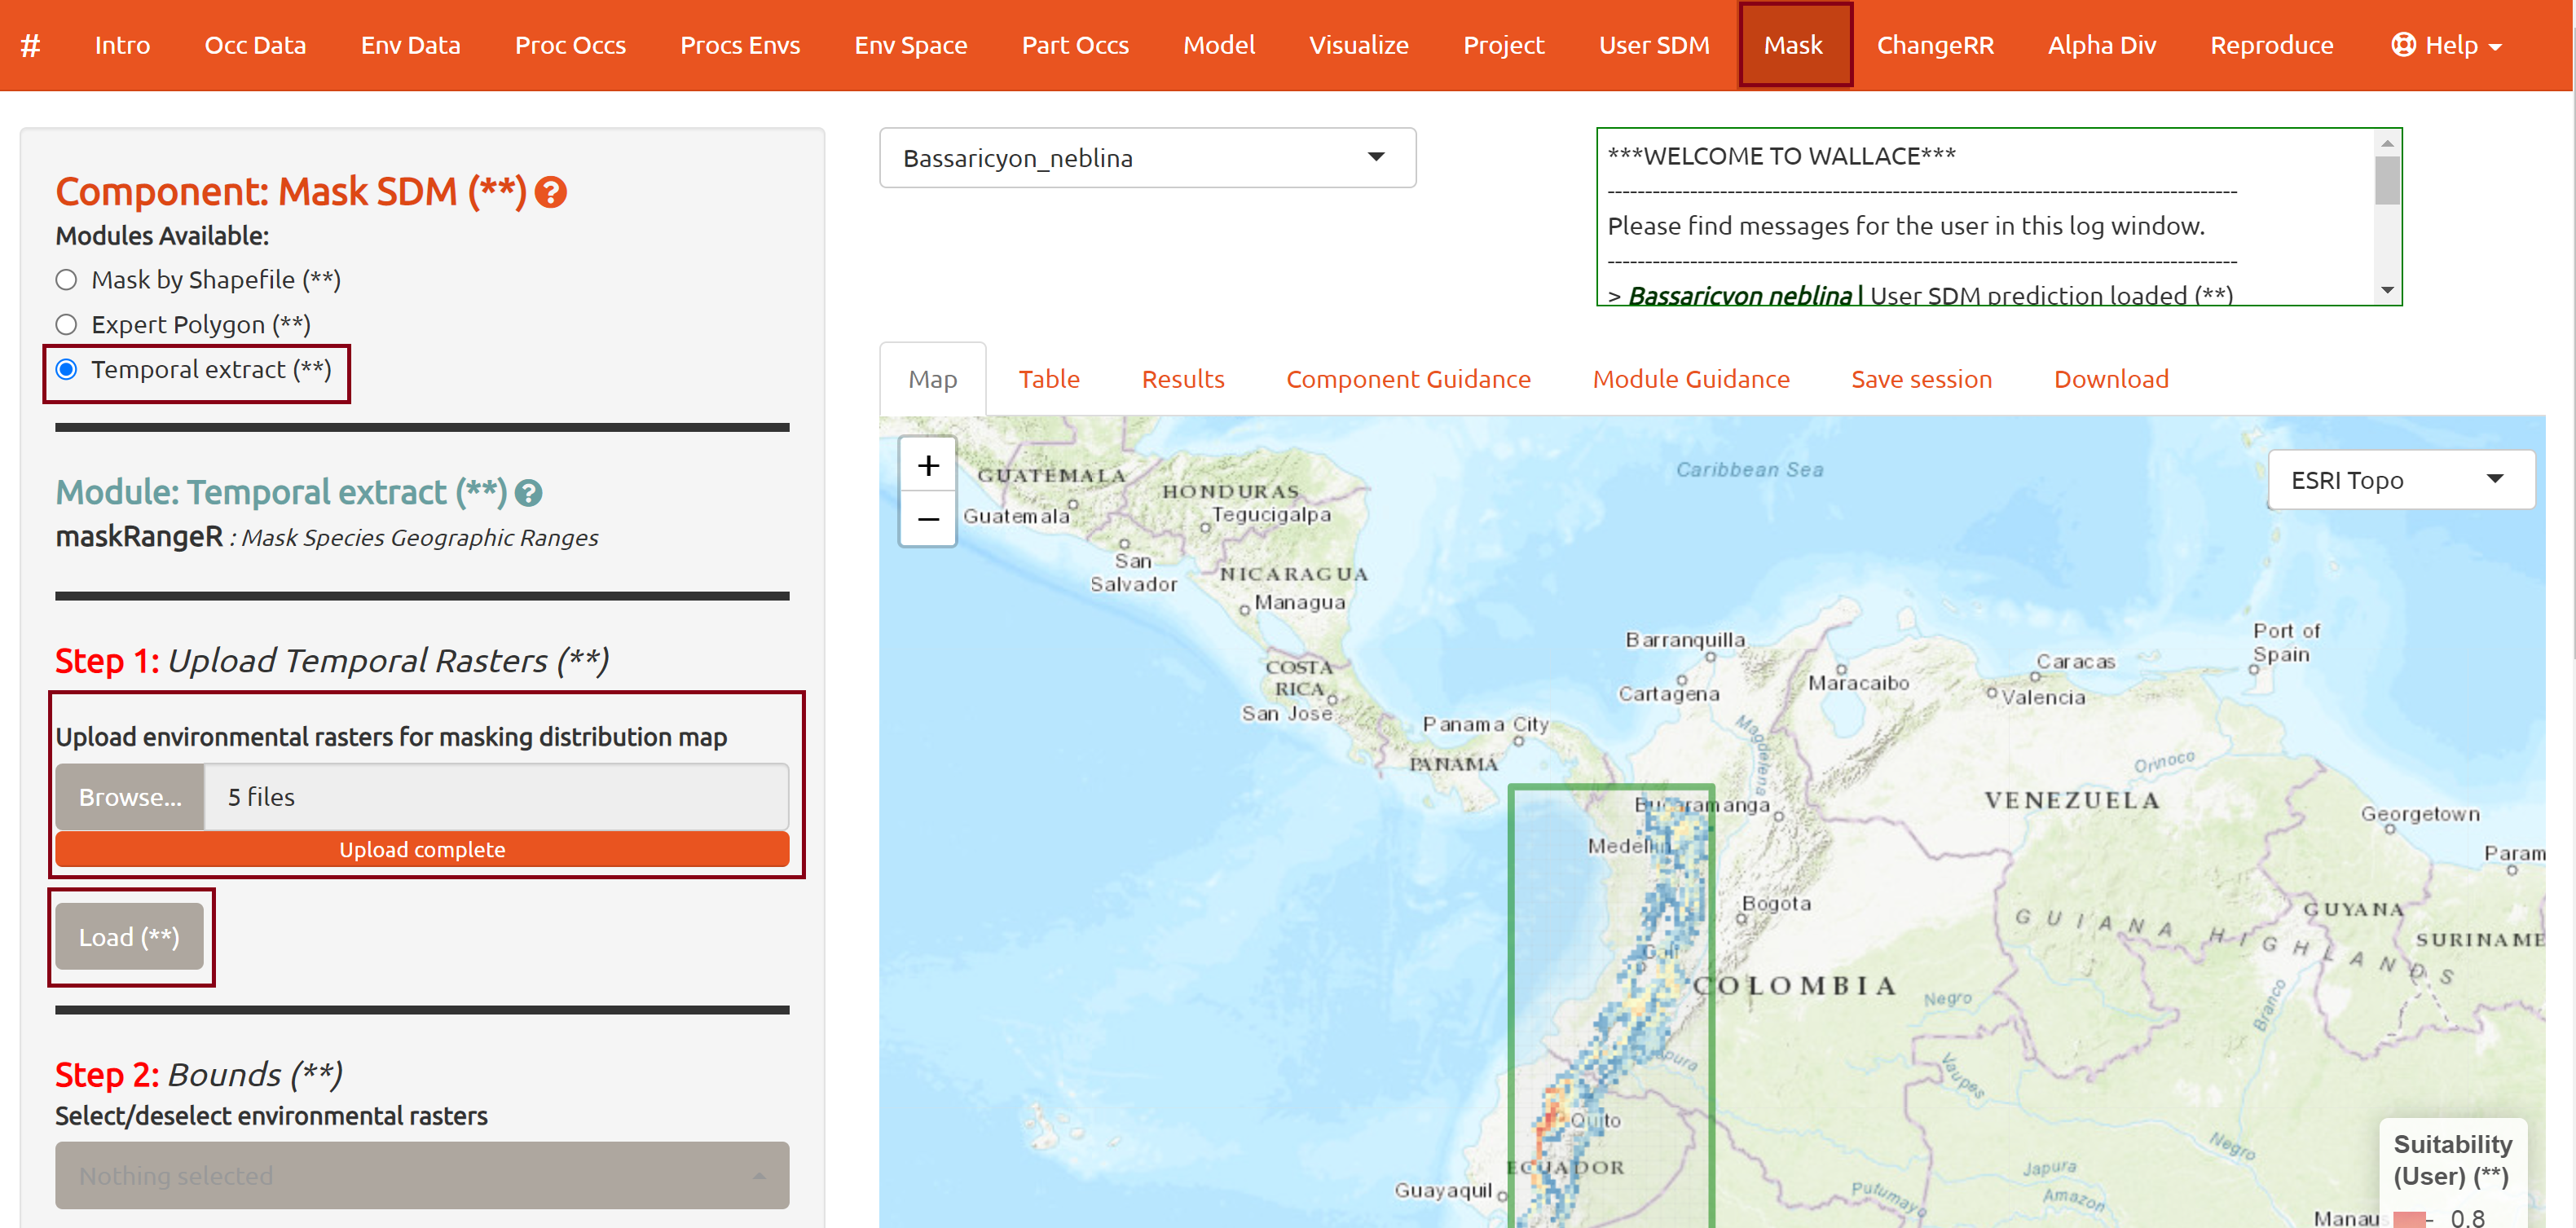 # Intro Occ Data Env Data Proc Occs Procs Envs Env Space Part Occs Model Visualize Project User SDM Mask ChangeRR Alpha Div Reproduce Help
Component: Mask SDM (**)
Modules Available:
Mask by Shapefile (**)
Expert Polygon (**)
Temporal extract (**)
Module: Temporal extract (**)
maskRangeR : Mask Species Geographic Ranges
Step 1: Upload Temporal Rasters (**)
Upload environmental rasters for masking distribution map
Browse... 5 files
Upload complete
Load (**)
Step 2: Bounds (**)
Select/deselect environmental rasters
Nothing selected
Bassaricyon_neblina
***WELCOME TO WALLACE***
--------------------------------------------------------------------------------
Please find messages for the user in this log window.
--------------------------------------------------------------------------------
> Bassaricyon neblina | User SDM prediction loaded (**)
Map Table Results Component Guidance Module Guidance Save session Download
+
−
ESRI Topo
Caribbean Sea
GUATEMALA
Guatemala
HONDURAS
Tegucigalpa
San
Salvador
NICARAGUA
Managua
COSTA
RICA
San Jose
Panama City
PANAMA
Barranquilla
Cartagena
Maracaibo
Caracas
Valencia
Port of
Spain
Magdalena
Orinoco
Bucaramanga
VENEZUELA
Georgetown
Medellin
Param
Bogota
GUIANA HIGHLANDS
GUYANA
SURINAME
Cali
COLOMBIA
Negro
Branco
Vaupes
Quito
ECUADOR
Guayaquil
Negro
Japura
Putumayo
Amazon
Manau
Suitability
(User) (**)
0.8